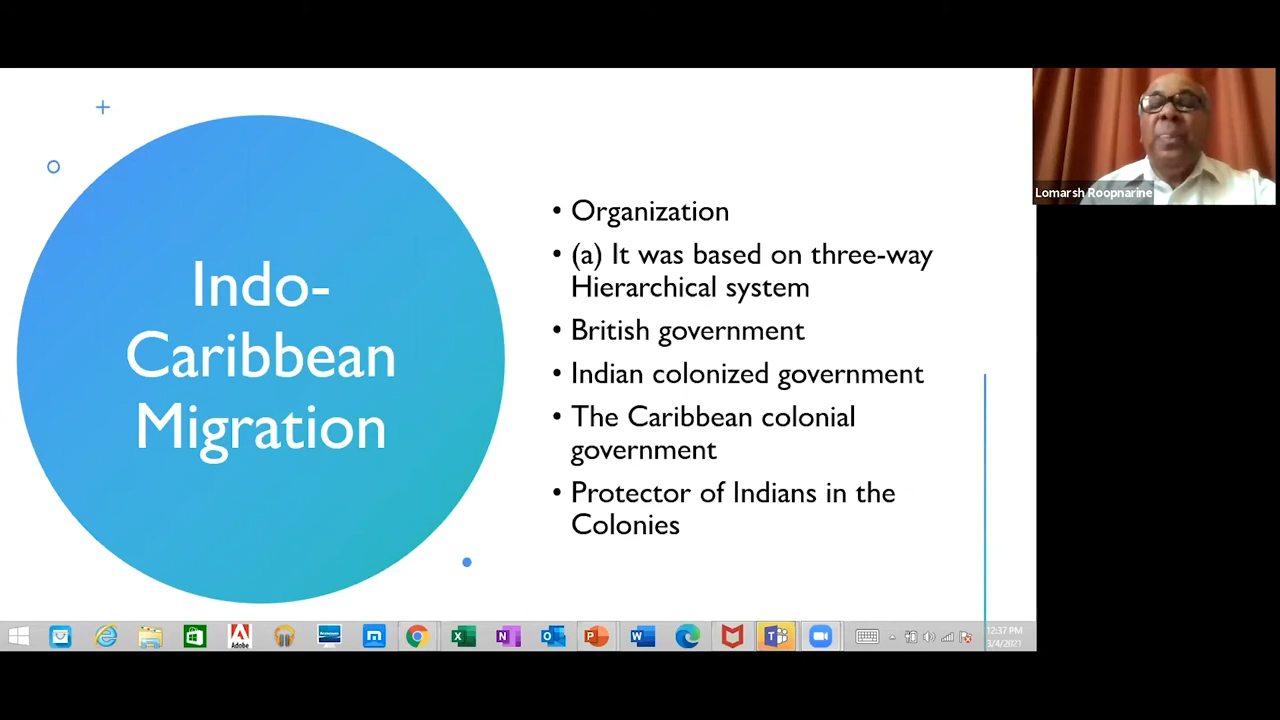 Indo-
Caribbean
Migration
• Organization
• (a) It was based on three-way
Hierarchical system
• British government
• Indian colonized government
• The Caribbean colonial
government
• Protector of Indians in the
Colonies
Lomarsh Roopnarine
Adobe
12:37 PM
3/4/2021